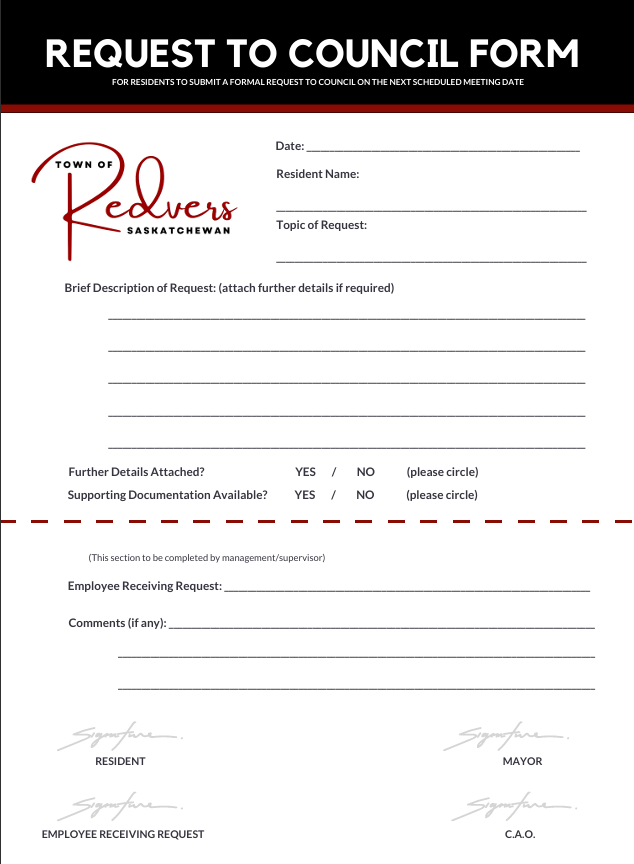 REQUEST TO COUNCIL FORM
FOR RESIDENTS TO SUBMIT A FORMAL REQUEST TO COUNCIL ON THE NEXT SCHEDULED MEETING DATE
TOWN OF
Redvers
SASKATCHEWAN
Date:
Resident Name:
Topic of Request:
Brief Description of Request: (attach further details if required)
Further Details Attached? YES / NO (please circle)
Supporting Documentation Available? YES / NO (please circle)
(This section to be completed by management/supervisor)
Employee Receiving Request:
Comments (if any):
Signature Signature
RESIDENT MAYOR
Signature Signature
EMPLOYEE RECEIVING REQUEST C.A.O.